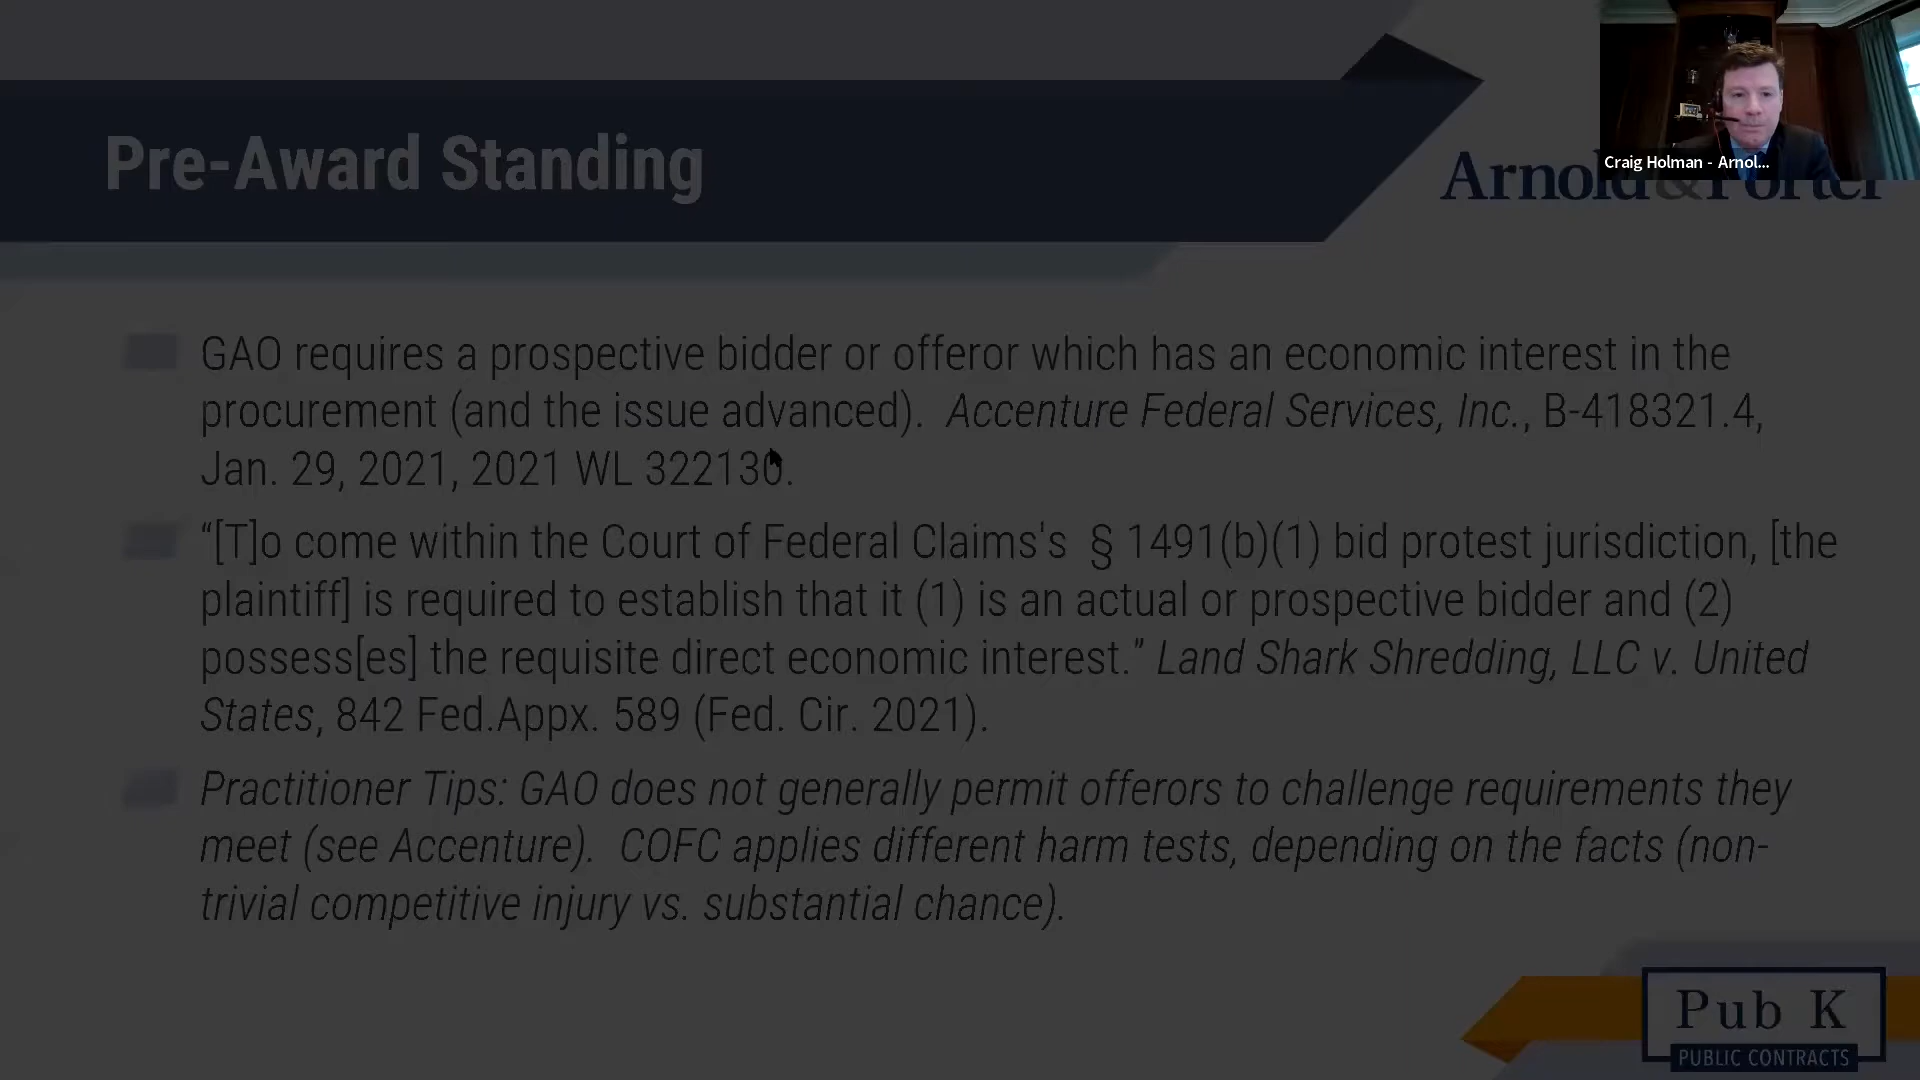 Pre-Award Standing
Craig Holman - Arnol...
Arnold & Porter
GAO requires a prospective bidder or offeror which has an economic interest in the
procurement (and the issue advanced). Accenture Federal Services, Inc., B-418321.4,
Jan. 29, 2021, 2021 WL 322130.
“[T]o come within the Court of Federal Claims's § 1491(b)(1) bid protest jurisdiction, [the
plaintiff] is required to establish that it (1) is an actual or prospective bidder and (2)
possess[es] the requisite direct economic interest.” Land Shark Shredding, LLC v. United
States, 842 Fed.Appx. 589 (Fed. Cir. 2021).
Practitioner Tips: GAO does not generally permit offerors to challenge requirements they
meet (see Accenture). COFC applies different harm tests, depending on the facts (non-
trivial competitive injury vs. substantial chance).
Pub K
PUBLIC CONTRACTS